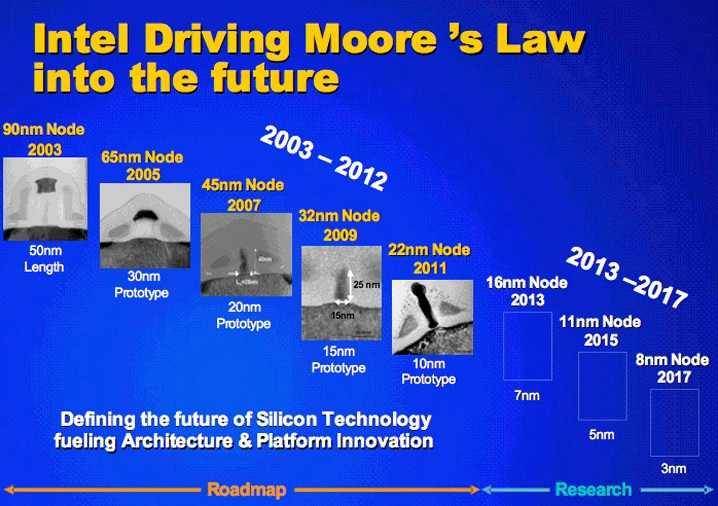 Intel Driving Moore ’s Law
into the future
90nm Node
2003
50nm
Length
65nm Node
2005
30nm
Prototype
2003 – 2012
45nm Node
2007
20nm
Prototype
32nm Node
2009
25 nm
15nm
15nm
Prototype
22nm Node
2011
10nm
Prototype
2013 –2017
16nm Node
2013
7nm
11nm Node
2015
5nm
8nm Node
2017
3nm
Defining the future of Silicon Technology
fueling Architecture & Platform Innovation
Roadmap
Research